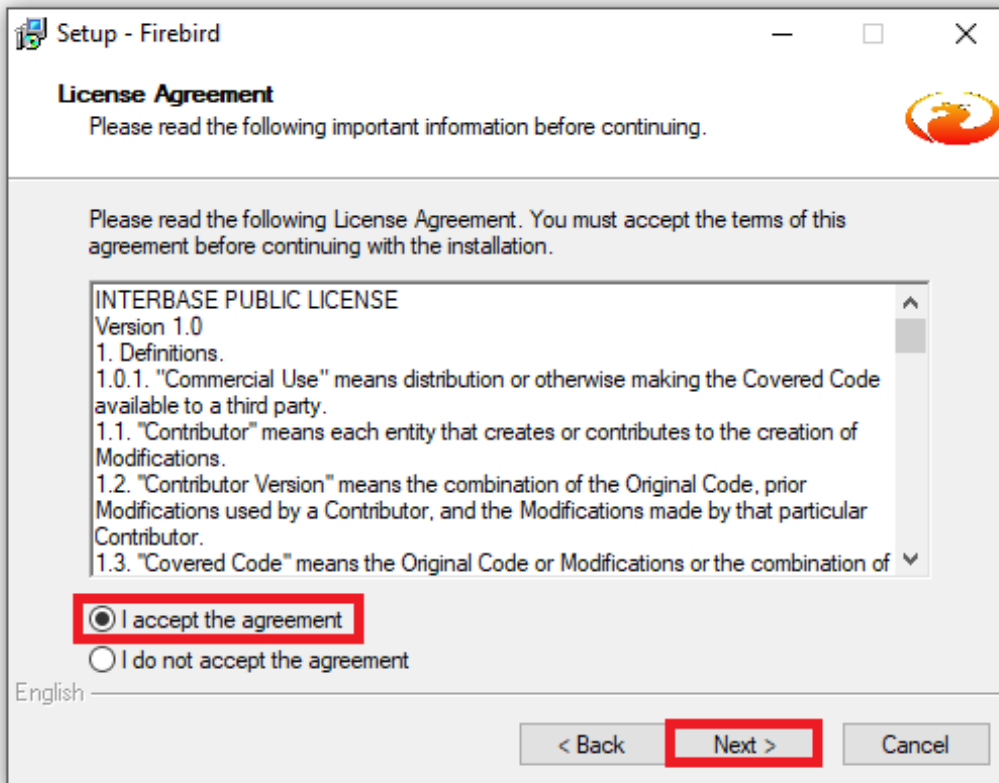 Setup - Firebird
License Agreement
Please read the following important information before continuing.
Please read the following License Agreement. You must accept the terms of this
agreement before continuing with the installation.
INTERBASE PUBLIC LICENSE
Version 1.0
1. Definitions.
1.0.1. "Commercial Use" means distribution or otherwise making the Covered Code
available to a third party.
1.1. "Contributor" means each entity that creates or contributes to the creation of
Modifications.
1.2. "Contributor Version" means the combination of the Original Code, prior
Modifications used by a Contributor, and the Modifications made by that particular
Contributor.
1.3. "Covered Code" means the Original Code or Modifications or the combination of
I accept the agreement
I do not accept the agreement
English
< Back Next > Cancel